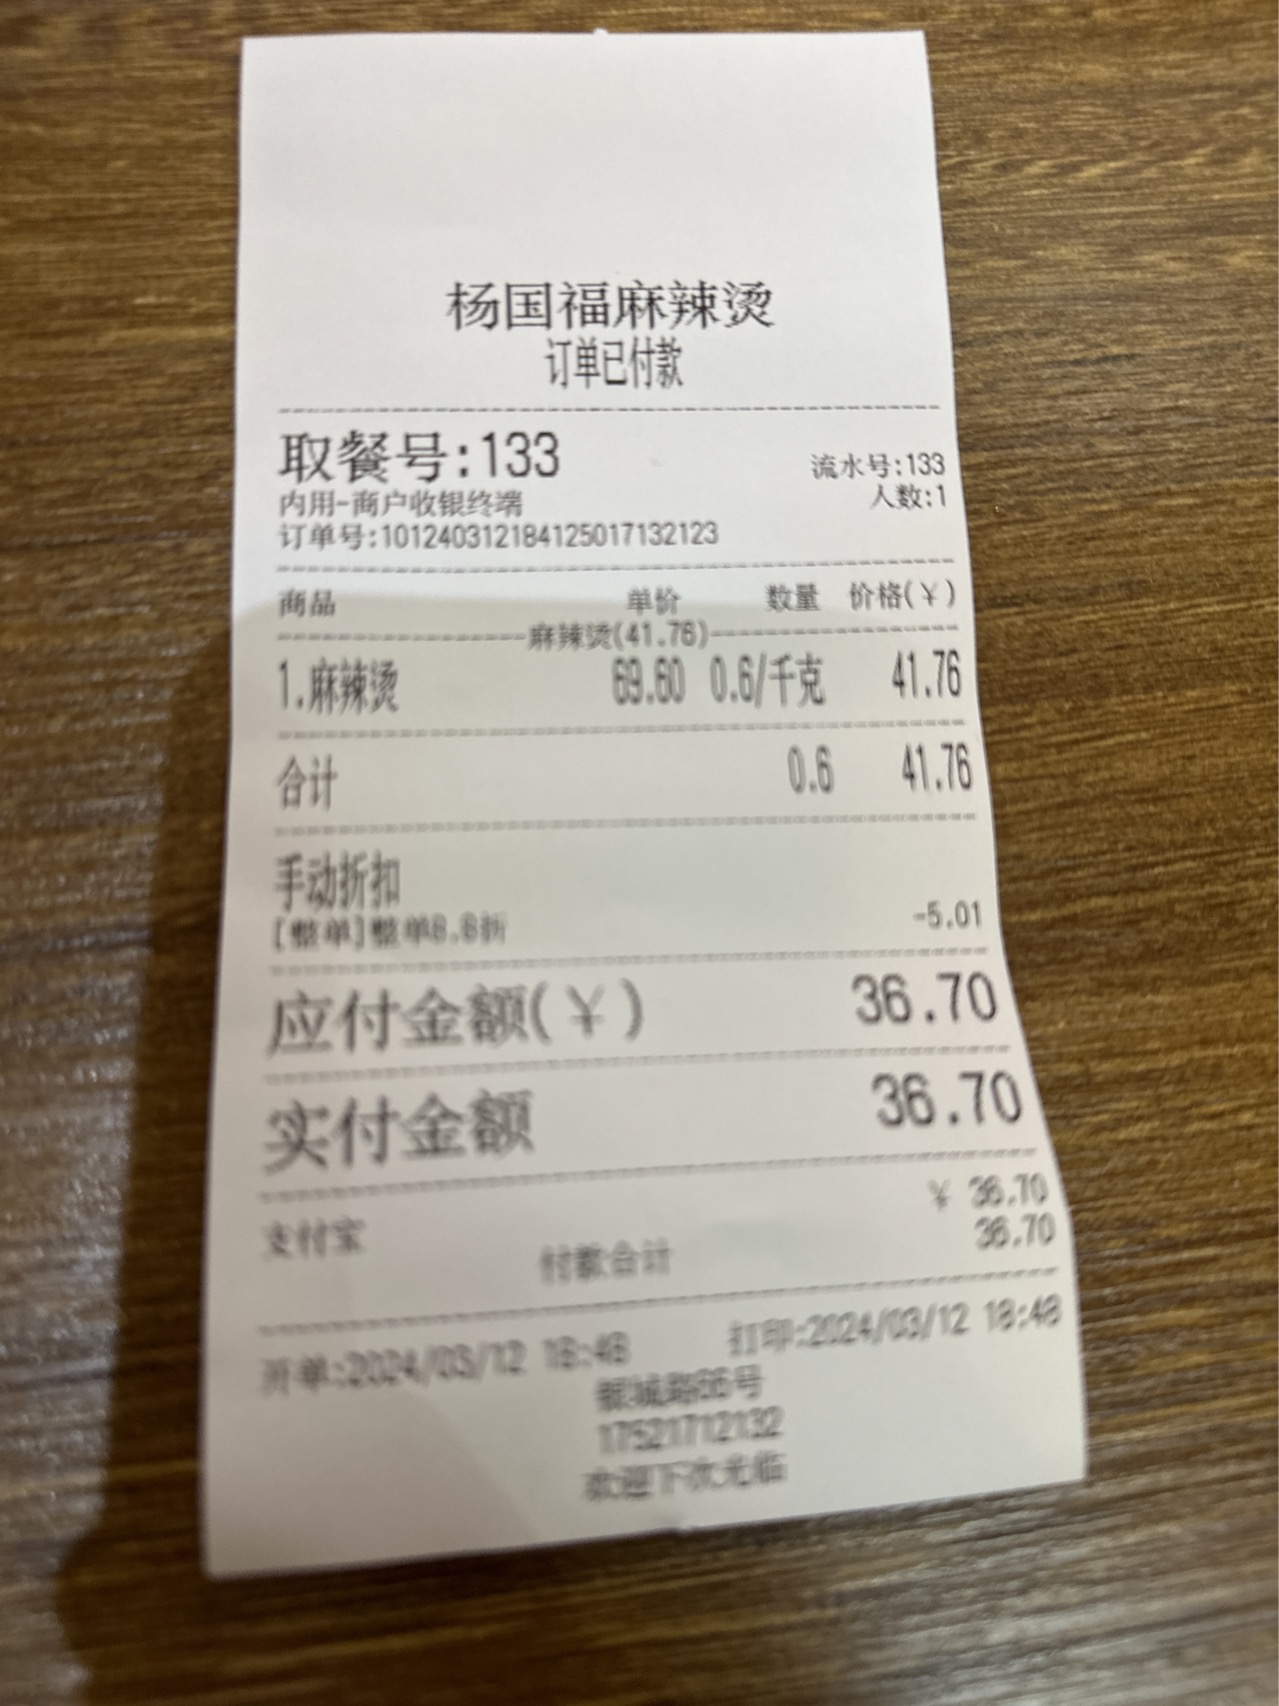 杨国福麻辣烫
订单已付款
取餐号:133
流水号:133
内用-商户收银终端
人数:1
订单号:101240312184125017132123
商品 单价 数量 价格(¥)
麻辣烫(41.76)
1.麻辣烫 69.60 0.6/千克 41.76
合计 0.6 41.76
手动折扣
[整单]整单8.8折 -5.01
应付金额(¥) 36.70
实付金额 36.70
支付宝 ¥ 36.70
付款合计 36.70
开单:2024/03/12 18:48 打印:2024/03/12 18:48
17521712132
欢迎下次光临